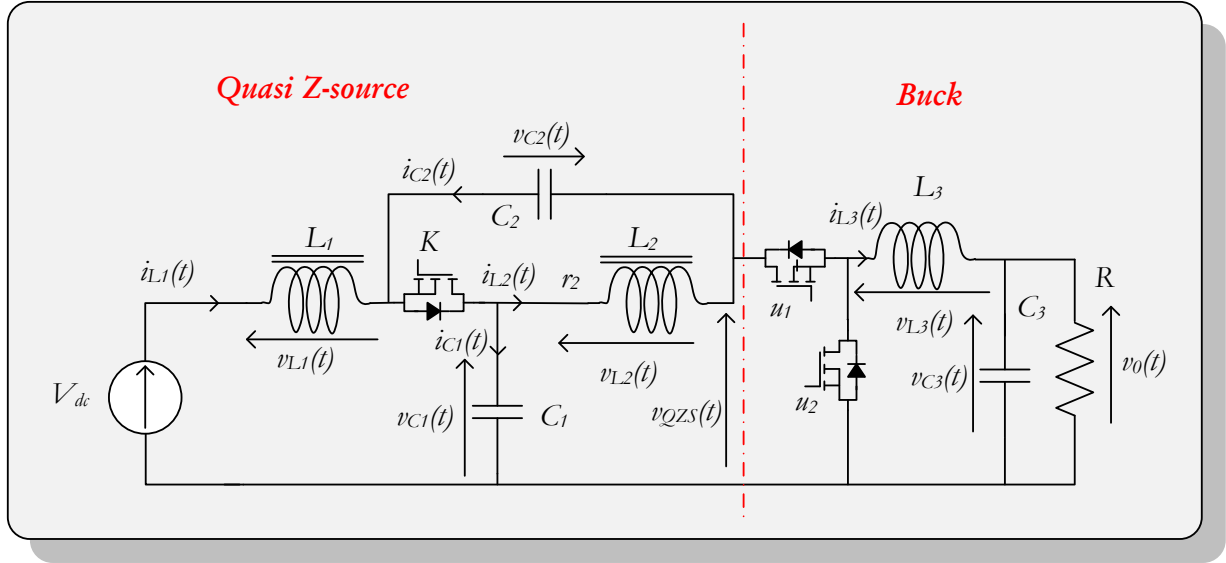 Quasi Z-source
Buck
vC2(t)
iC2(t)
C2
L3
iL3(t)
L1
K
L2
iL1(t)
iL2(t)
r2
R
u1
C3
vL3(t)
iC1(t)
vL1(t)
vL2(t)
v0(t)
Vdc
vC3(t)
u2
vC1(t)
C1
vQZS(t)